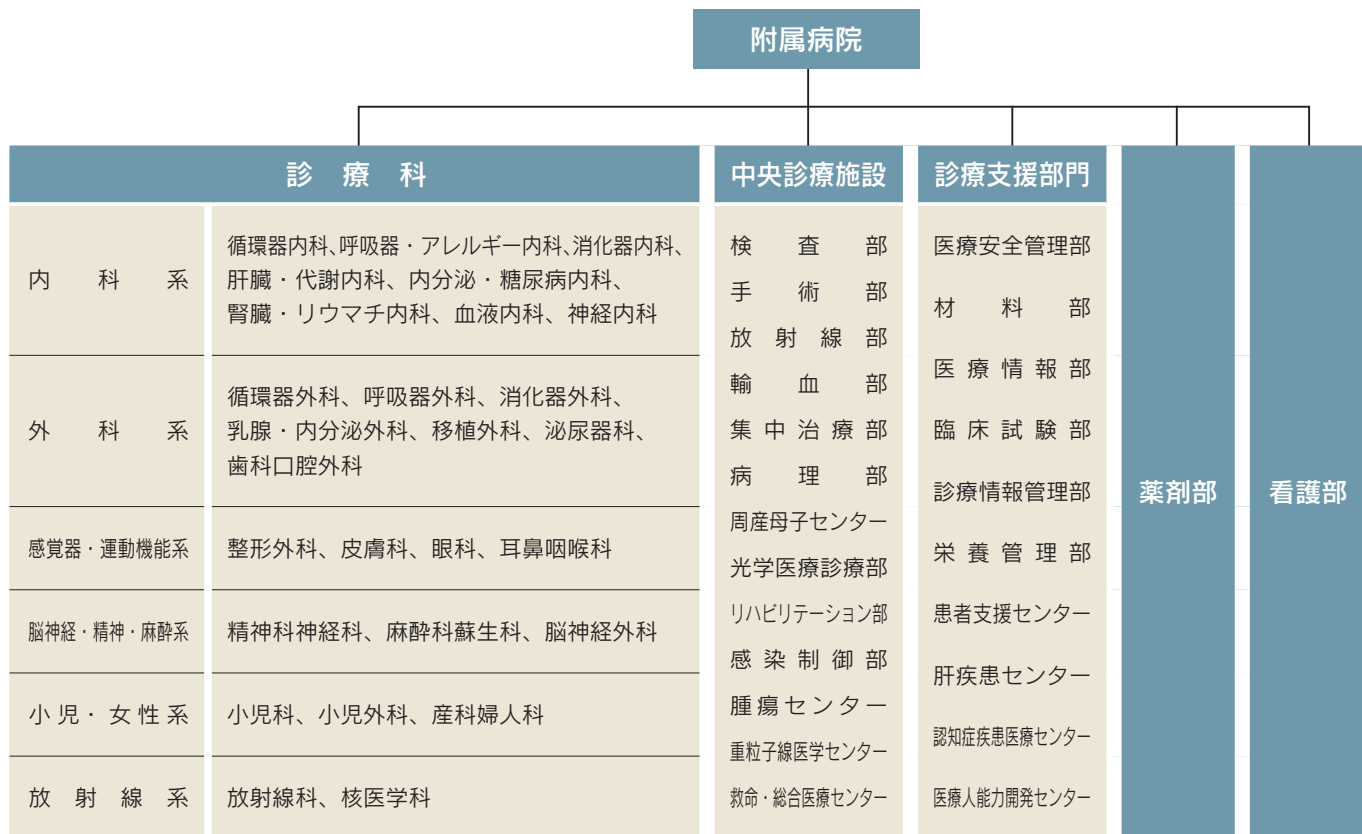 附属病院
診療科
内科系
循環器内科、呼吸器・アレルギー内科、消化器内科、
肝臓・代謝内科、内分泌・糖尿病内科、
腎臓・リウマチ内科、血液内科、神経内科
外科系
循環器外科、呼吸器外科、消化器外科、
乳腺・内分泌外科、移植外科、泌尿器科、
歯科口腔外科
感覚器・運動機能系
整形外科、皮膚科、眼科、耳鼻咽喉科
脳神経・精神・麻酔系
精神科神経科、麻酔科蘇生科、脳神経外科
小児・女性系
小児科、小児外科、産科婦人科
放射線系
放射線科、核医学科
中央診療施設
検査部
手術部
放射線部
輸血部
集中治療部
病理部
周産母子センター
光学医療診療部
リハビリテーション部
感染制御部
腫瘍センター
重粒子線医学センター
救命・総合医療センター
診療支援部門
医療安全管理部
材料部
医療情報部
臨床試験部
診療情報管理部
栄養管理部
患者支援センター
肝疾患センター
認知症疾患医療センター
医療人能力開発センター
薬剤部
看護部